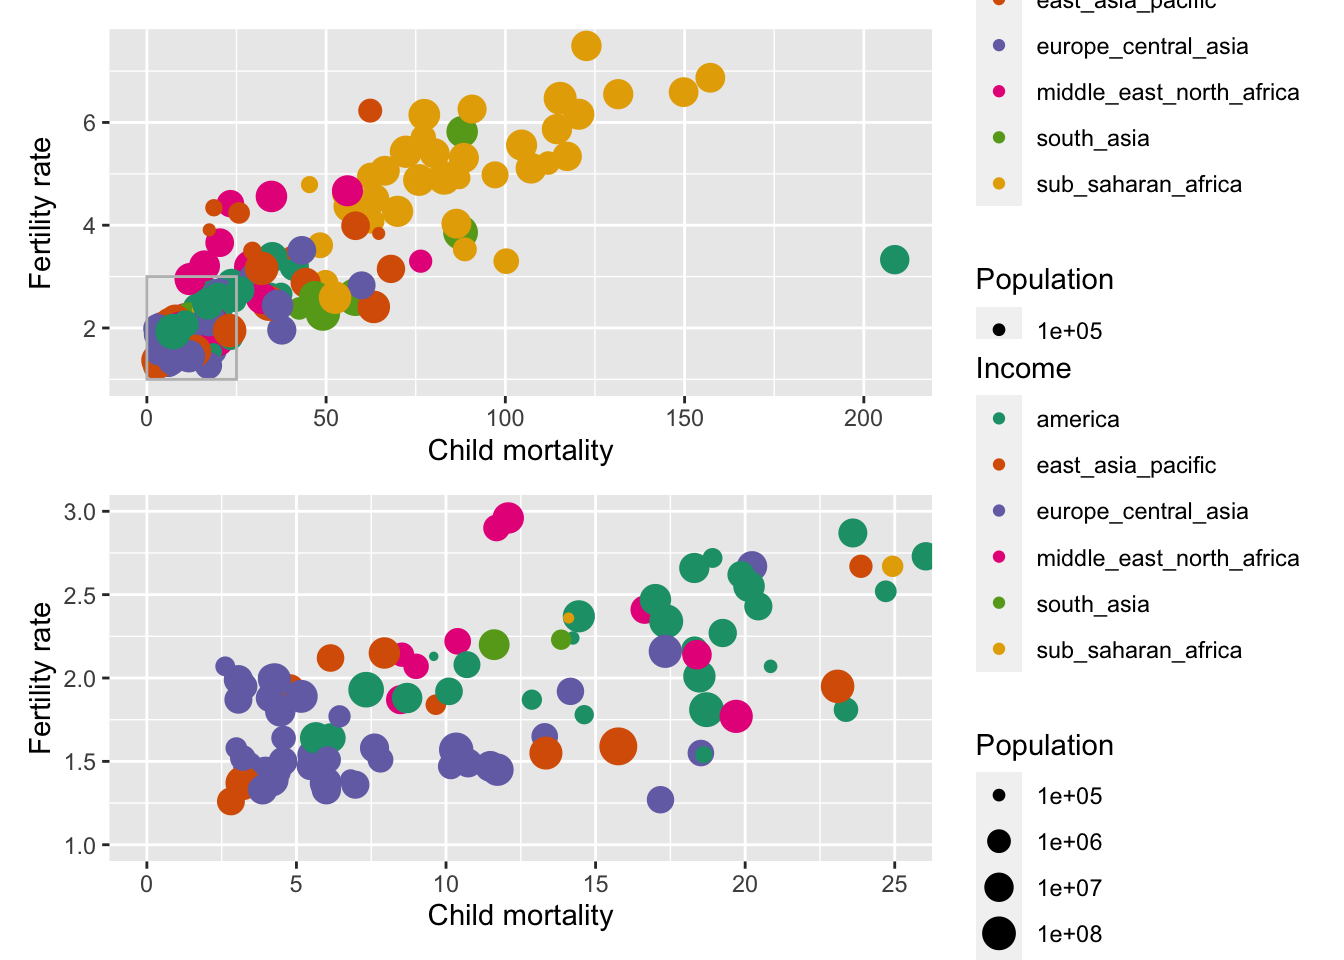 east_asia_pacific
europe_central_asia
middle_east_north_africa
south_asia
sub_saharan_africa
Population
1e+05
Fertility rate
6
4
2
0 50 100 150 200
Child mortality
Income
america
east_asia_pacific
europe_central_asia
middle_east_north_africa
south_asia
sub_saharan_africa
Population
1e+05
1e+06
1e+07
1e+08
Fertility rate
3.0
2.5
2.0
1.5
1.0
0 5 10 15 20 25
Child mortality